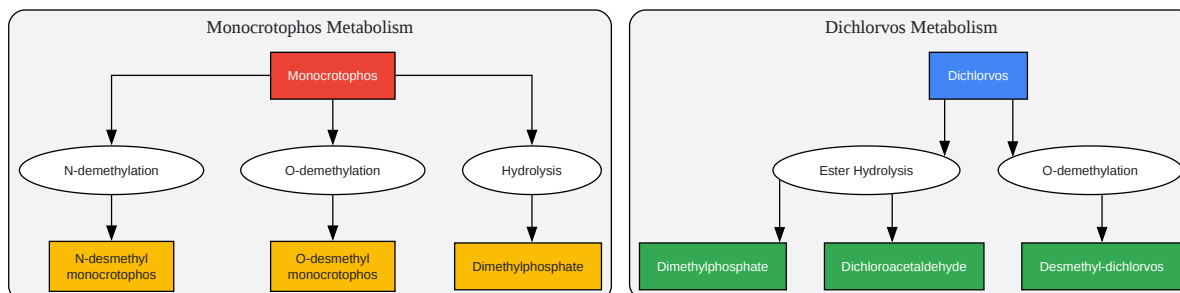 Monocrotophos Metabolism
Monocrotophos
N-demethylation
O-demethylation
Hydrolysis
N-desmethyl
monocrotophos
O-desmethyl
monocrotophos
Dimethylphosphate
Dichlorvos Metabolism
Dichlorvos
Ester Hydrolysis
O-demethylation
Dimethylphosphate
Dichloroacetaldehyde
Desmethyl-dichlorvos